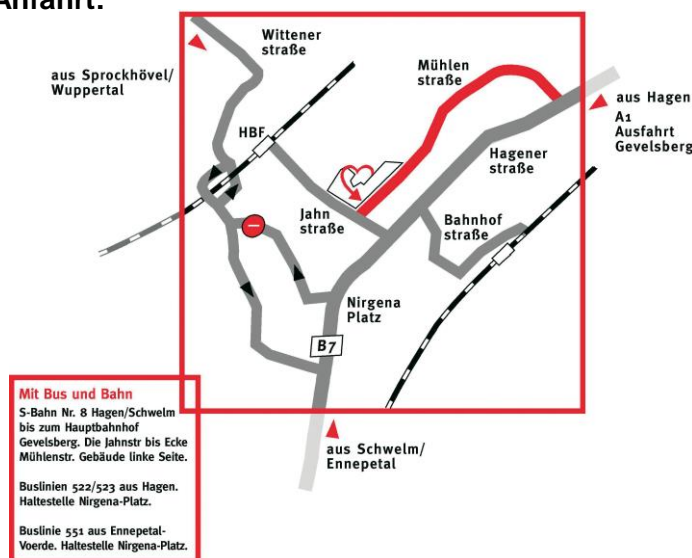 Anfahrt:
Wittener
straße
aus Sprockhövel/
Wuppertal
Mühlen
straße
aus Hagen
A1
Ausfahrt
Gevelsberg
HBF
Hagener
straße
Jahn
straße
Bahnhof
straße
Nirgena
Platz
B7
aus Schwelm/
Ennepetal
Mit Bus und Bahn
S-Bahn Nr. 8 Hagen/Schwelm
bis zum Hauptbahnhof
Gevelsberg. Die Jahnstr bis Ecke
Mühlenstr. Gebäude linke Seite.
Buslinien 522/523 aus Hagen.
Haltestelle Nirgena-Platz.
Buslinie 551 aus Ennepetal-
Voerde. Haltestelle Nirgena-Platz.